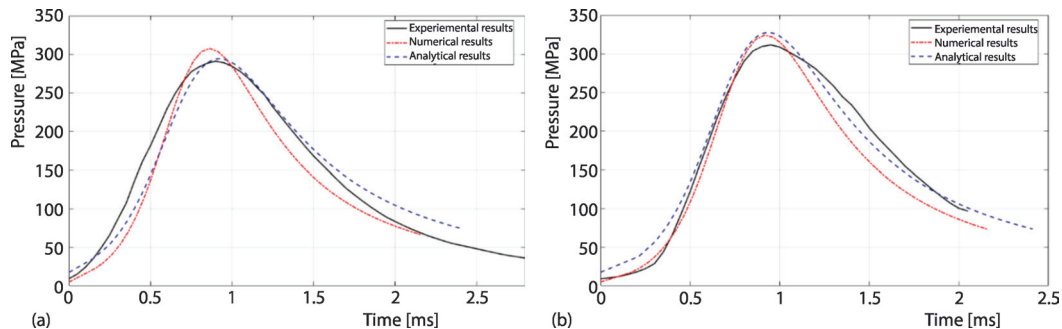 350
300
250
200
150
100
50
0
Pressure [MPa]
Experiemental results
Numerical results
Analytical results
0
0.5
1
1.5
2
2.5
(a)
Time [ms]
350
300
250
200
150
100
50
0
Pressure [MPa]
Experiemental results
Numerical results
Analytical results
0
0.5
1
1.5
2
2.5
(b)
Time [ms]